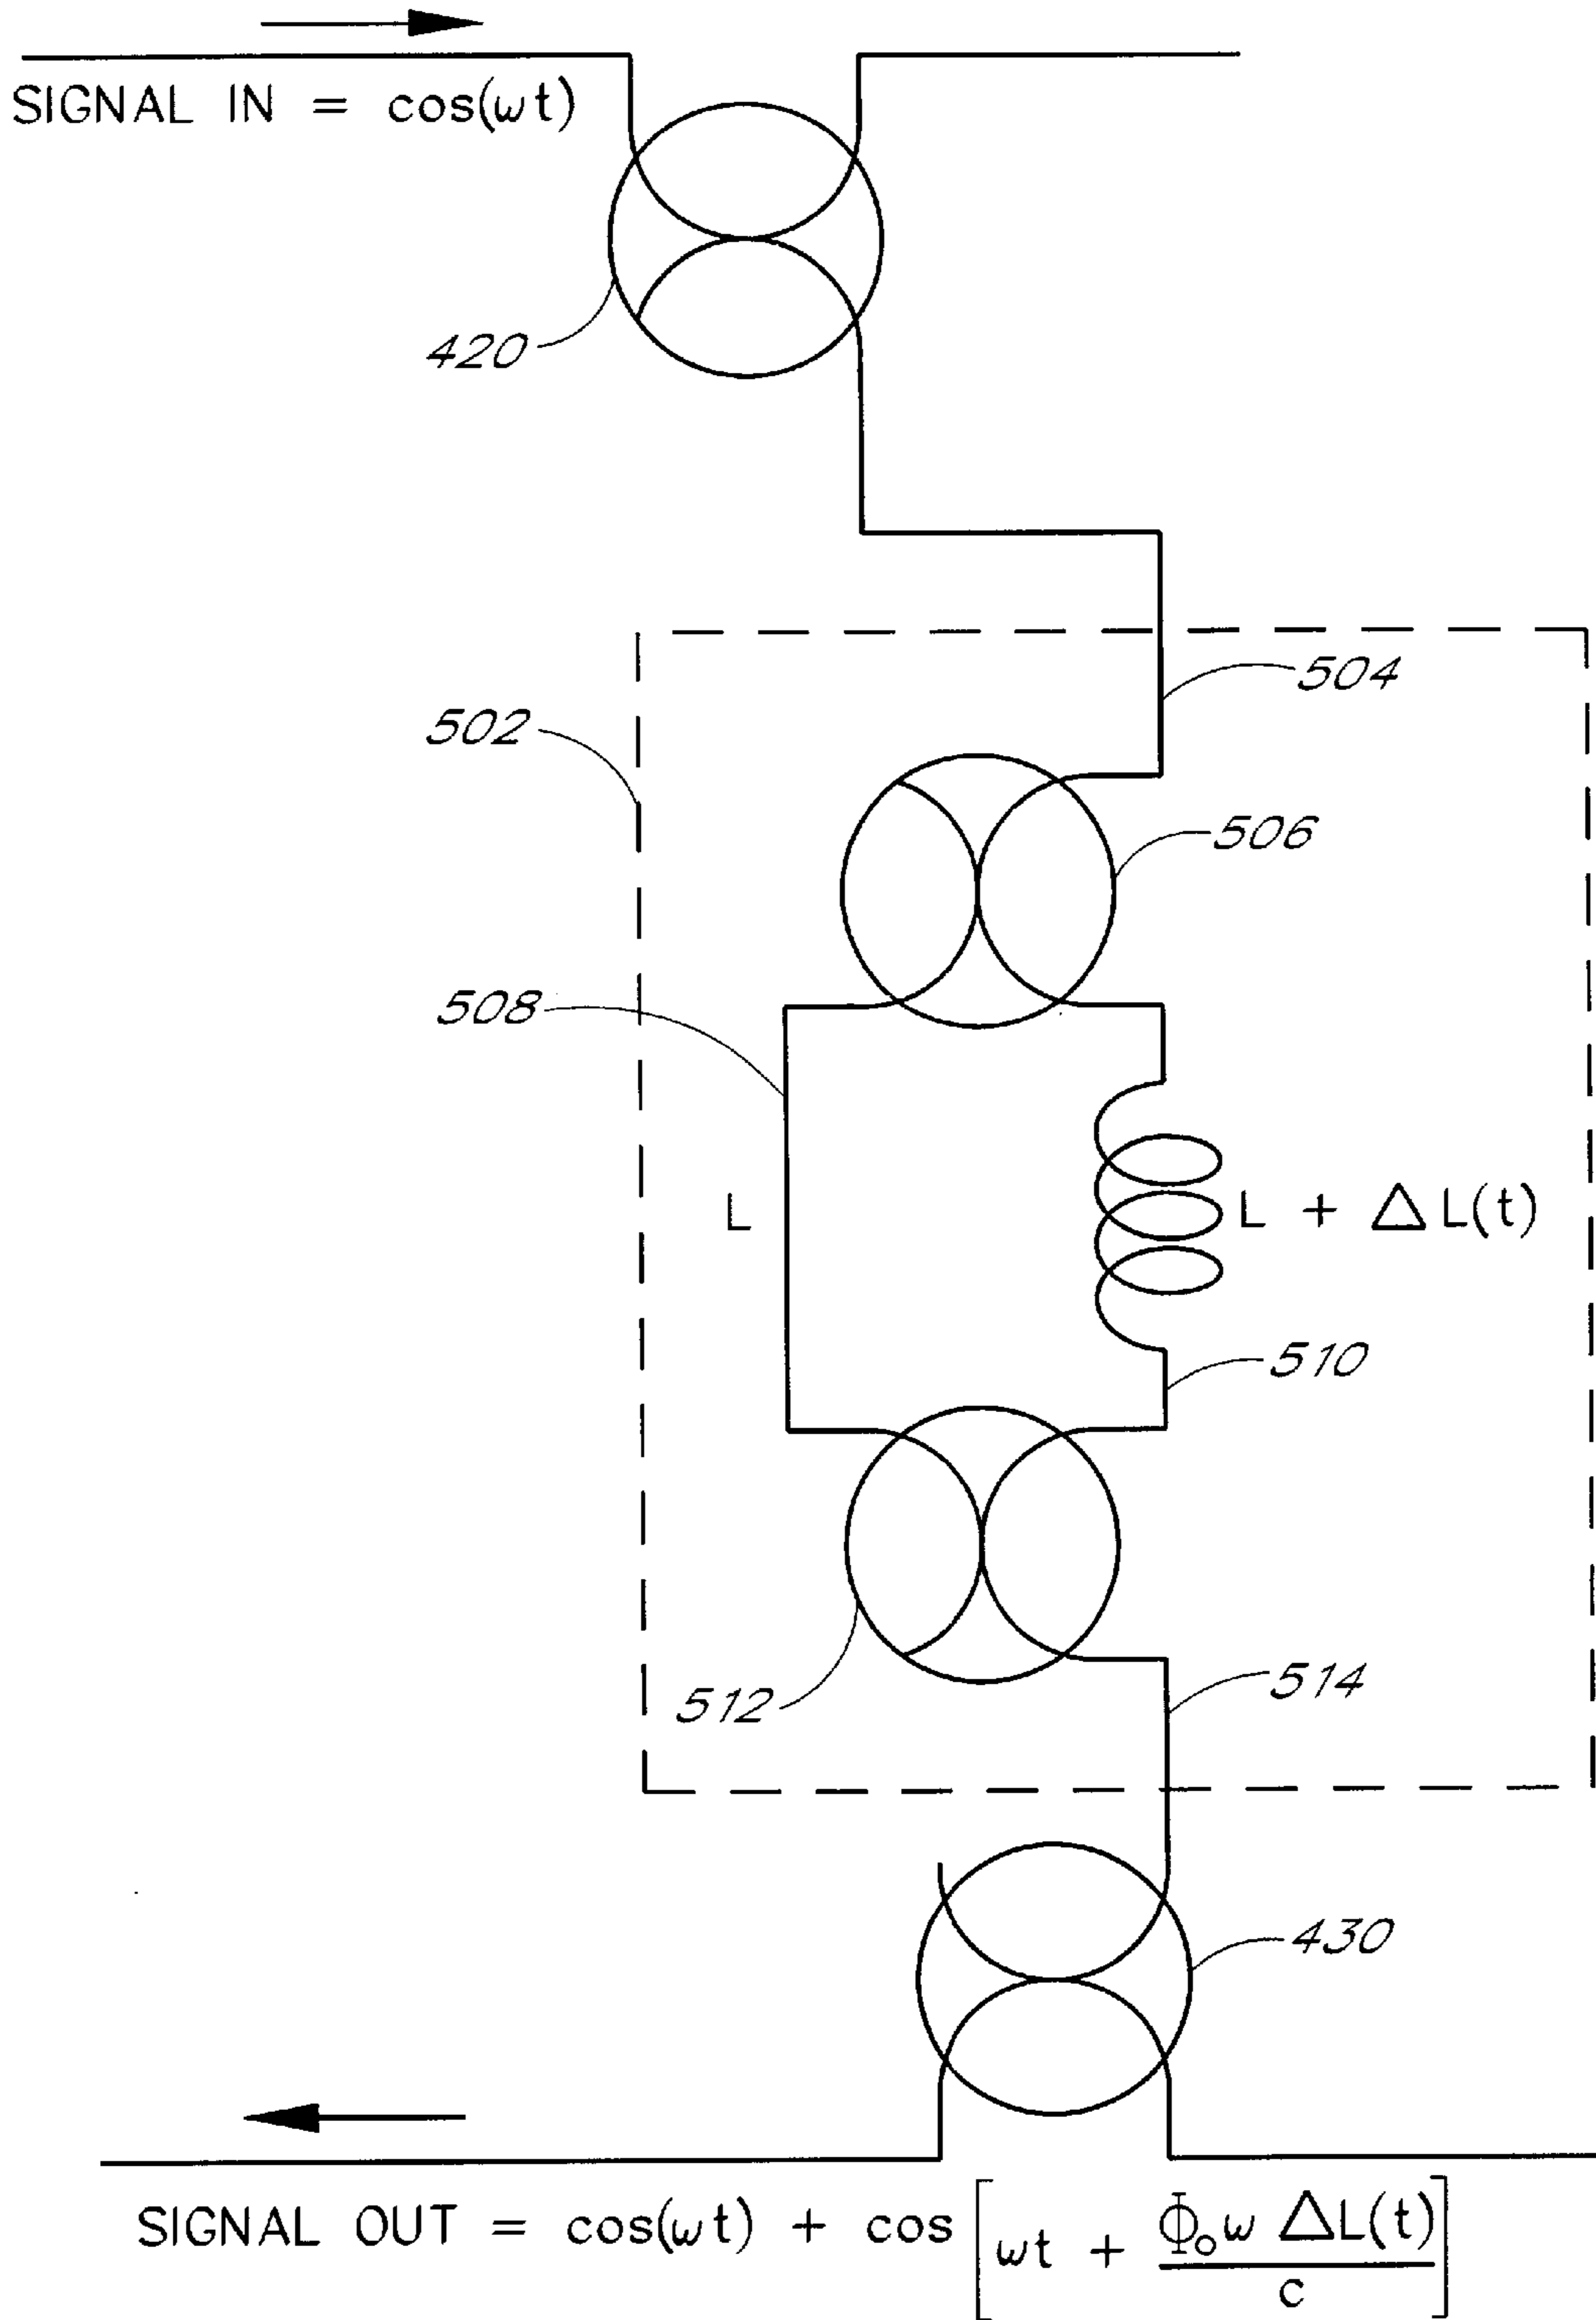 SIGNAL IN = cos(ωt)
420
504
502
506
508
L
L + ΔL(t)
510
512
514
430
SIGNAL OUT = cos(ωt) + cos[ωt + Φ₀ω ΔL(t)/c]